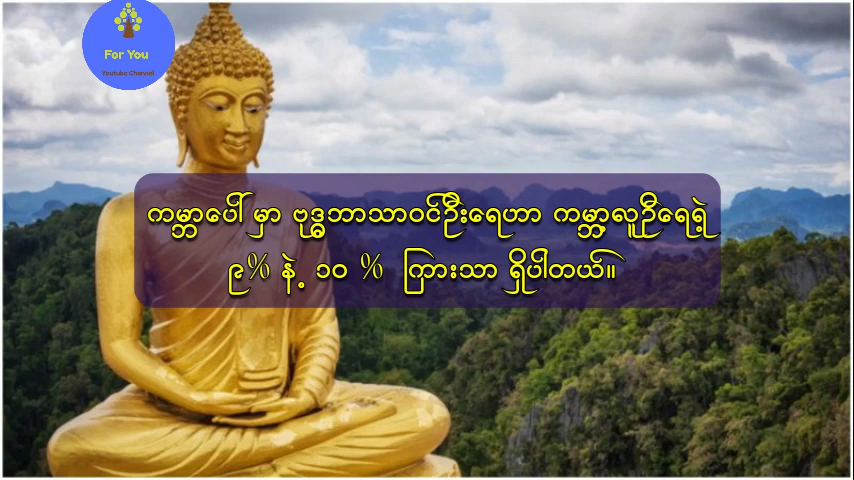 For You
Youtube Channel
ကမ္ဘာပေါ်မှာ ဗုဒ္ဓဘာသာဝင်ဦးရေဟာ ကမ္ဘာ့လူဦရေရဲ့
၉% နဲ့ ၁၀ % ကြားသာ ရှိပါတယ်။